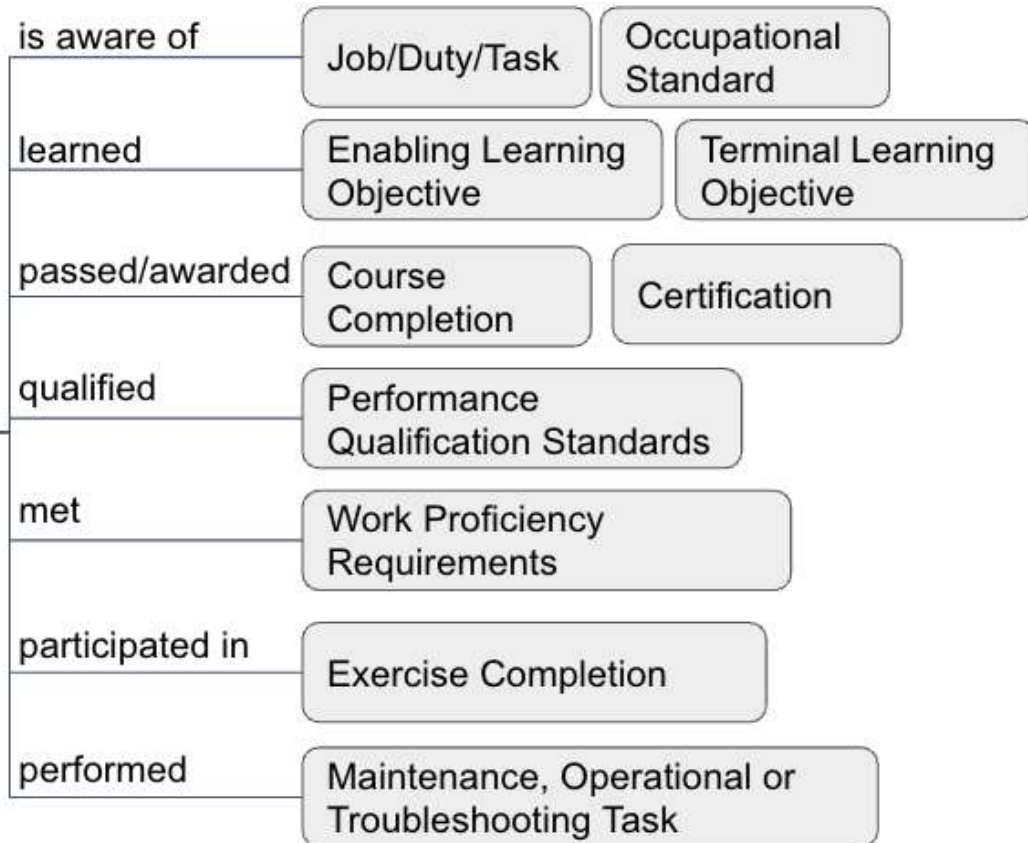 is aware of
Job/Duty/Task
Occupational
Standard
learned
Enabling Learning
Objective
Terminal Learning
Objective
passed/awarded
Course
Completion
Certification
qualified
Performance
Qualification Standards
met
Work Proficiency
Requirements
participated in
Exercise Completion
performed
Maintenance, Operational or
Troubleshooting Task